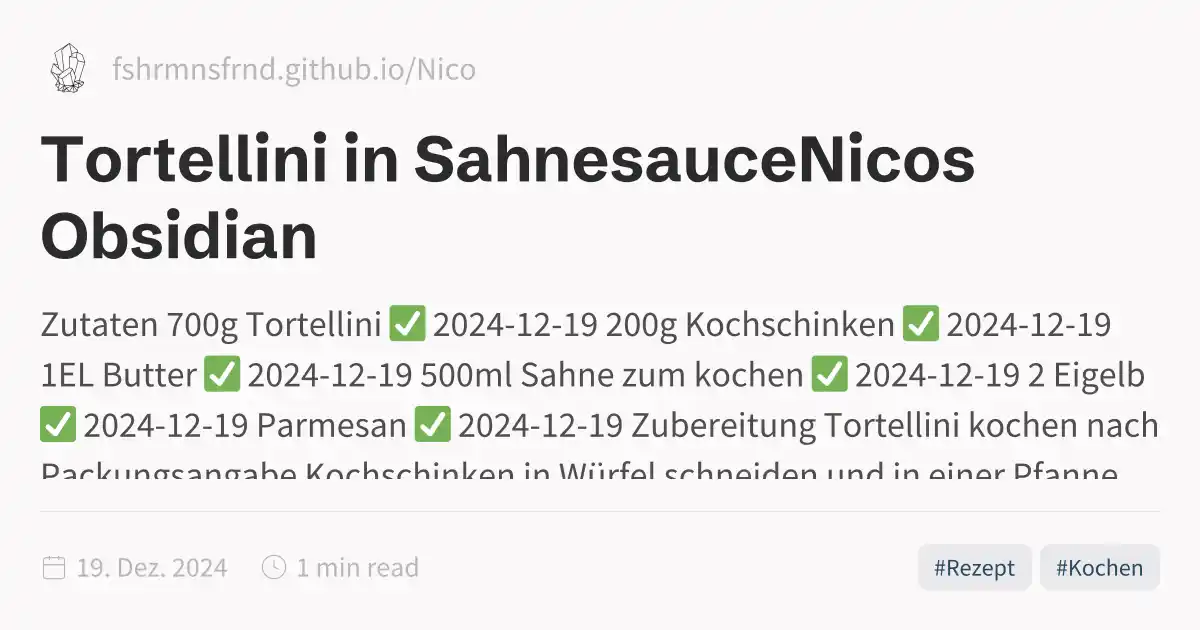 fshrmnsfrnd.github.io/Nico
Tortellini in SahnesauceNicos
Obsidian
Zutaten 700g Tortellini ✅ 2024-12-19 200g Kochschinken ✅ 2024-12-19
1EL Butter ✅ 2024-12-19 500ml Sahne zum kochen ✅ 2024-12-19 2 Eigelb
✅ 2024-12-19 Parmesan ✅ 2024-12-19 Zubereitung Tortellini kochen nach
Packungsangabe Kochschinken in Würfel schneiden und in einer Pfanne
19. Dez. 2024 1 min read #Rezept #Kochen